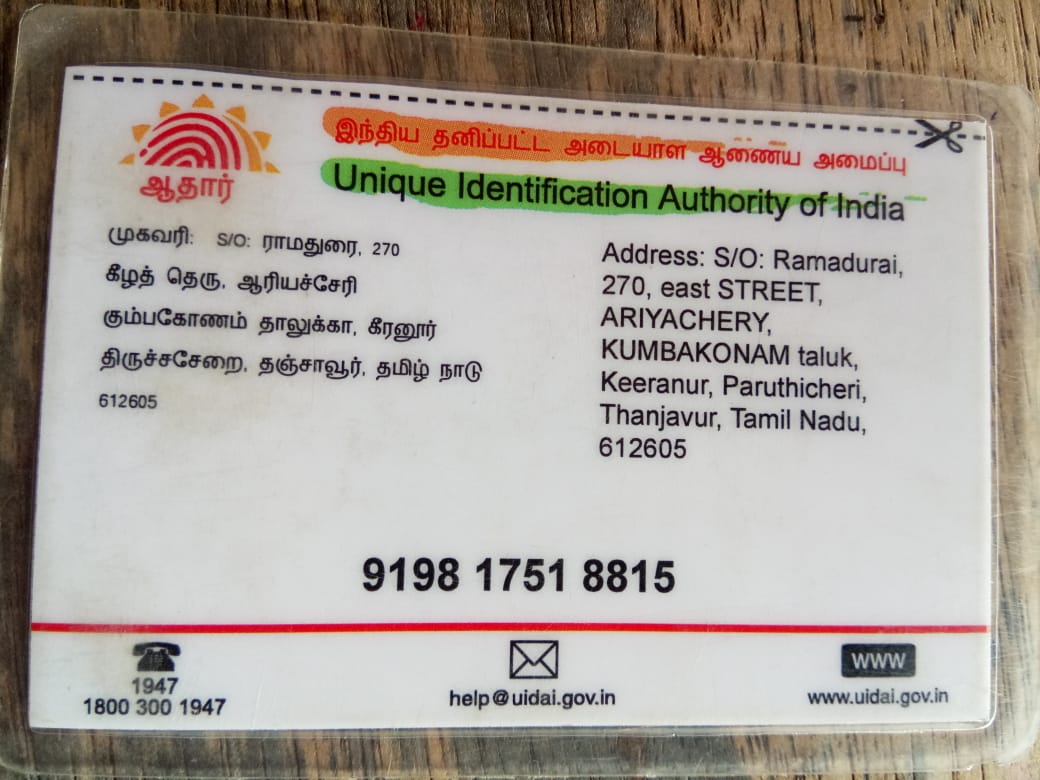 இந்திய தனிப்பட்ட அடையாள ஆணைய அமைப்பு
ஆதார்
Unique Identification Authority of India
முகவரி: S/O: ராமதுரை, 270
கீழத் தெரு, ஆரியச்சேரி
கும்பகோணம் தாலுக்கா, கீரனூர்
திருச்சசேறை, தஞ்சாவூர், தமிழ் நாடு
612605
Address: S/O: Ramadurai,
270, east STREET,
ARIYACHERY,
KUMBAKONAM taluk,
Keeranur, Paruthicheri,
Thanjavur, Tamil Nadu,
612605
9198 1751 8815
1947
1800 300 1947
help@uidai.gov.in
WWW
www.uidai.gov.in